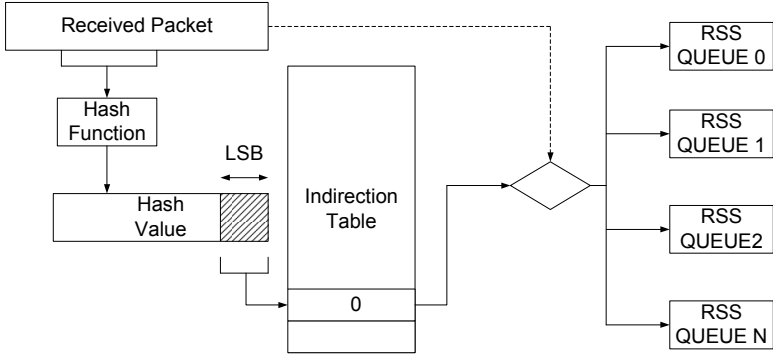 Received Packet
Hash
Function
LSB
Hash
Value
Indirection
Table
0
RSS
QUEUE 0
RSS
QUEUE 1
RSS
QUEUE2
RSS
QUEUE N